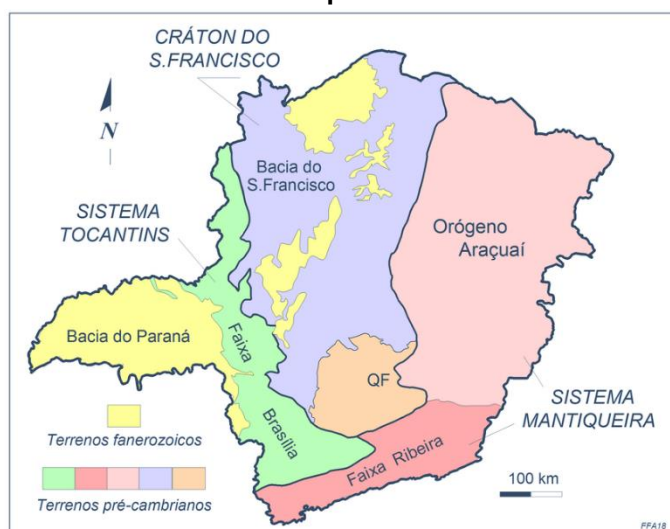 CRÁTON DO
S.FRANCISCO
N
Bacia do
S.Francisco
SISTEMA
TOCANTINS
Orógeno
Araçuaí
Bacia do Paraná
Faixa
Brasília
QF
SISTEMA
MANTIQUEIRA
Faixa Ribeira
Terrenos fanerozoicos
Terrenos pré-cambrianos
100 km
FFA18